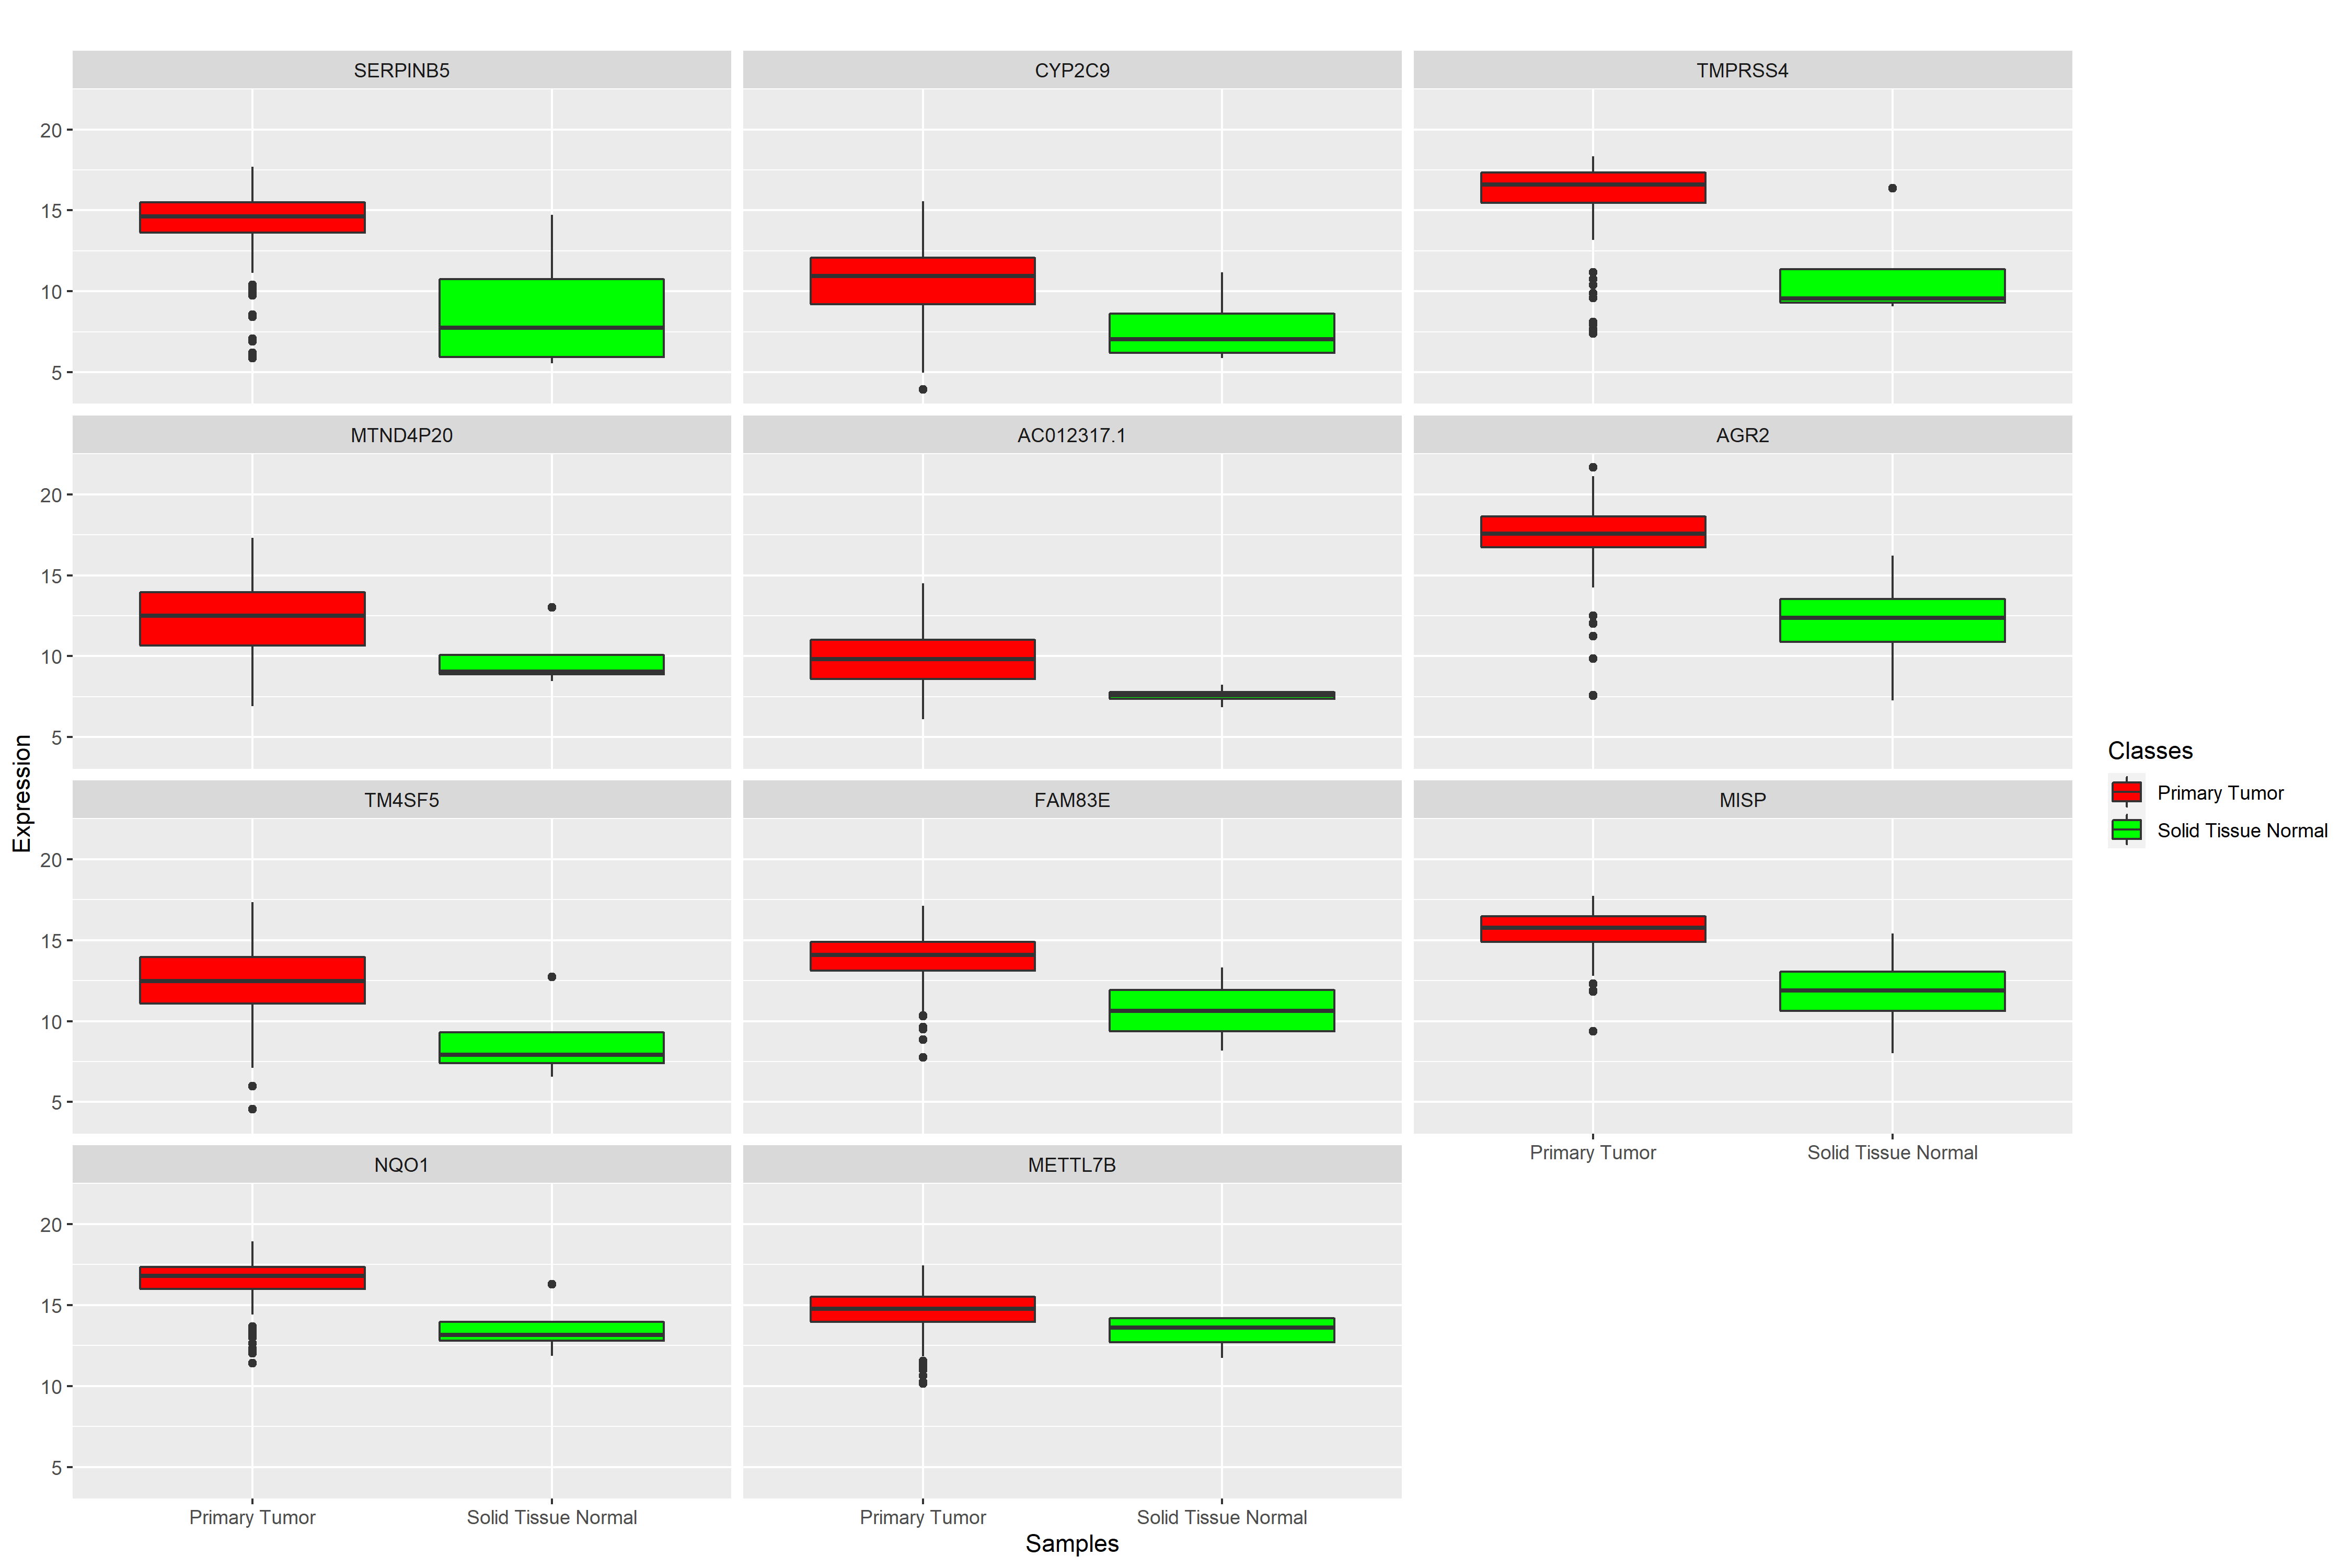 SERPINB5
CYP2C9
TMPRSS4
20
15
10
5
MTND4P20
AC012317.1
AGR2
20
15
10
5
TM4SF5
FAM83E
MISP
20
15
10
5
Primary Tumor
Solid Tissue Normal
NQO1
METTL7B
20
15
10
5
Primary Tumor
Solid Tissue Normal
Primary Tumor
Solid Tissue Normal
Samples
Expression
Classes
Primary Tumor
Solid Tissue Normal